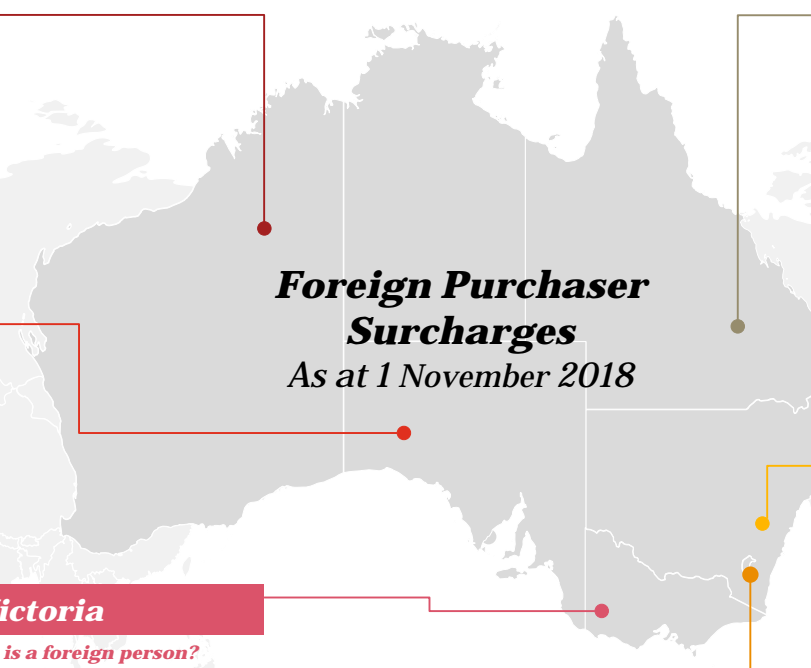 Foreign Purchaser
Surcharges
As at 1 November 2018
ictoria
is a foreign person?